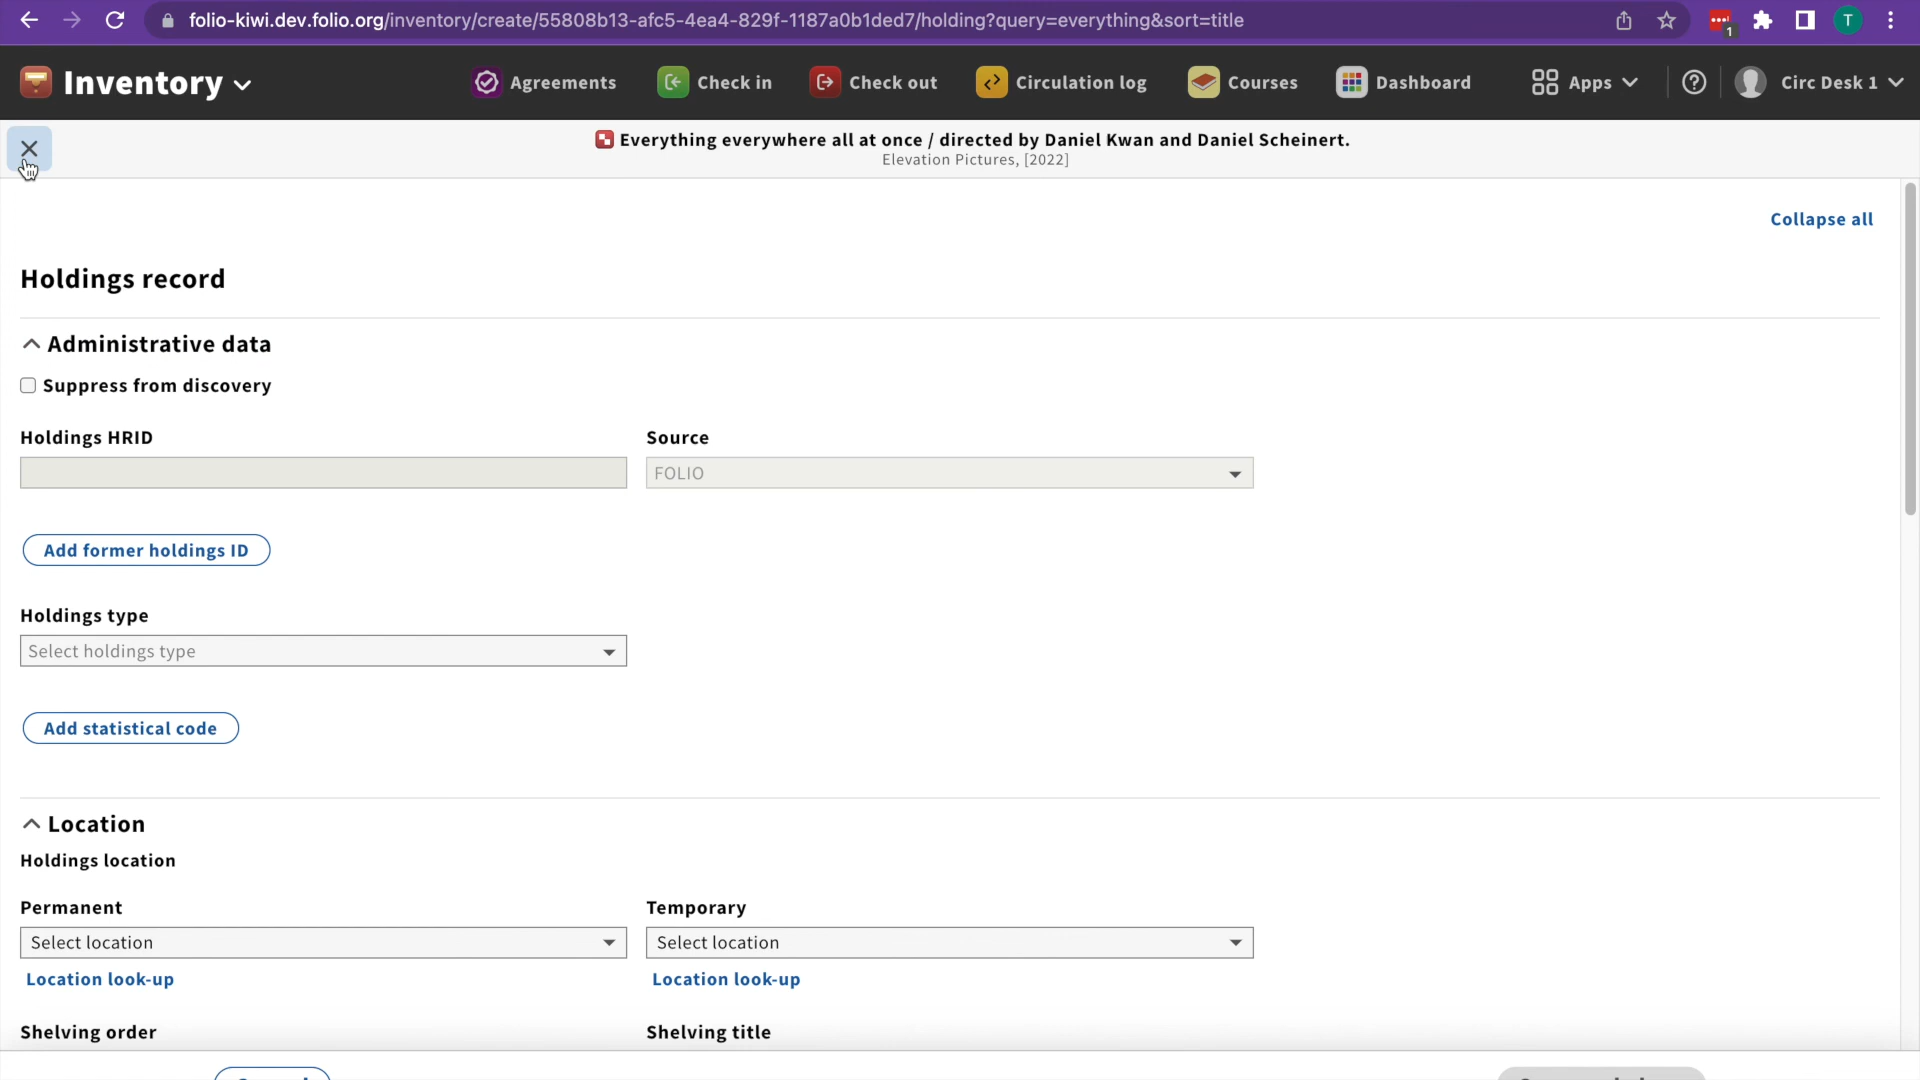 folio-kiwi.dev.folio.org/inventory/create/55808b13-afc5-4ea4-829f-1187a0b1ded7/holding?query=everything&sort=title
1
T
Inventory
Agreements
Check in
Check out
Circulation log
Courses
Dashboard
Apps
Circ Desk 1
Everything everywhere all at once / directed by Daniel Kwan and Daniel Scheinert.
Elevation Pictures, [2022]
Collapse all
Holdings record
Administrative data
Suppress from discovery
Holdings HRID
Source
FOLIO
Add former holdings ID
Holdings type
Select holdings type
Add statistical code
Location
Holdings location
Permanent
Temporary
Select location
Select location
Location look-up
Location look-up
Shelving order
Shelving title